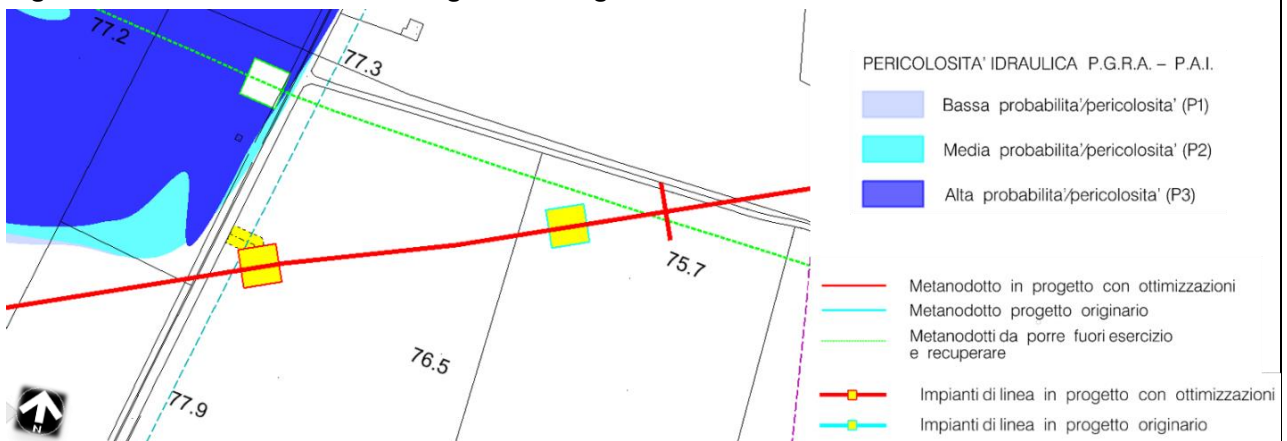 77.2
77.3
75.7
76.5
77.9
N
PERICOLOSITA' IDRAULICA P.G.R.A. – P.A.I.
Bassa probabilita'/pericolosita' (P1)
Media probabilita'/pericolosita' (P2)
Alta probabilita'/pericolosita' (P3)
Metanodotto in progetto con ottimizzazioni
Metanodotto progetto originario
Metanodotti da porre fuori esercizio
e recuperare
Impianti di linea in progetto con ottimizzazioni
Impianti di linea in progetto originario